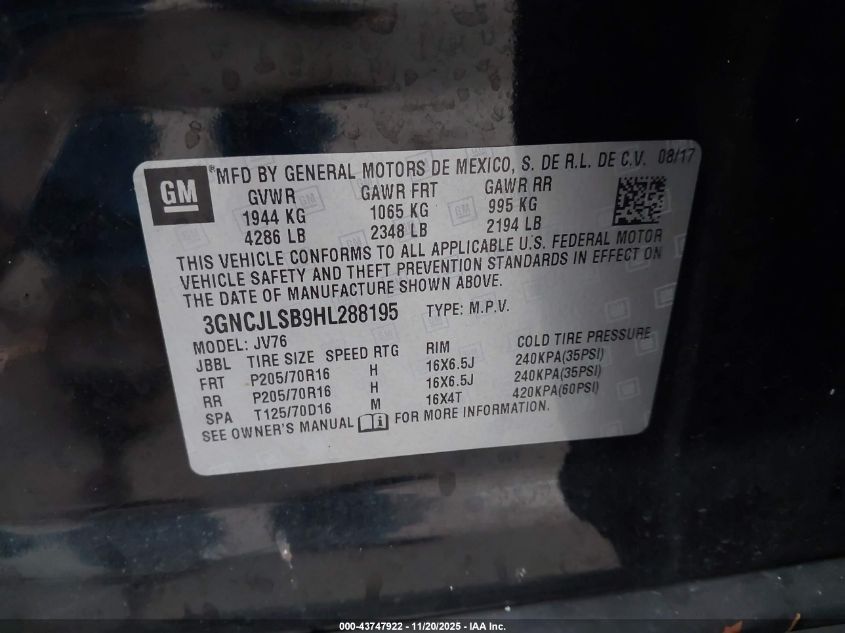 GM
®MFD BY GENERAL MOTORS DE MEXICO, S. DE R.L. DE C.V. 08/17
GVWR GAWR FRT GAWR RR
1944 KG 1065 KG 995 KG
4286 LB 2348 LB 2194 LB
THIS VEHICLE CONFORMS TO ALL APPLICABLE U.S. FEDERAL MOTOR
VEHICLE SAFETY AND THEFT PREVENTION STANDARDS IN EFFECT ON
THE DATE OF MANUFACTURE SHOWN ABOVE.
3GNCJLSB9HL288195 TYPE: M.P.V.
MODEL: JV76
JBBL TIRE SIZE SPEED RTG RIM COLD TIRE PRESSURE
FRT P205/70R16 H 16X6.5J 240KPA(35PSI)
RR P205/70R16 H 16X6.5J 240KPA(35PSI)
SPA T125/70D16 M 16X4T 420KPA(60PSI)
SEE OWNER'S MANUAL FOR MORE INFORMATION.
000-43747922 - 11/20/2025 - IAA Inc.